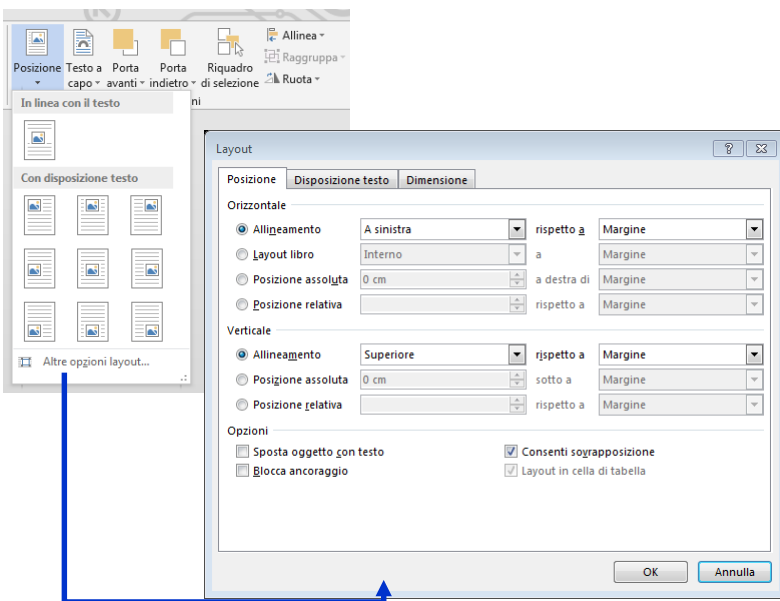 Posizione Testo a capo Porta avanti Porta indietro Riquadro di selezione
Allinea
Raggruppa
Ruota
ni
In linea con il testo
Con disposizione testo
Altre opzioni layout...
Layout
Posizione Disposizione testo Dimensione
Orizzontale
Allineamento A sinistra rispetto a Margine
Layout libro Interno a Margine
Posizione assoluta 0 cm a destra di Margine
Posizione relativa rispetto a Margine
Verticale
Allineamento Superiore rispetto a Margine
Posizione assoluta 0 cm sotto a Margine
Posizione relativa rispetto a Margine
Opzioni
Sposta oggetto con testo Consenti sovrapposizione
Blocca ancoraggio Layout in cella di tabella
OK Annulla